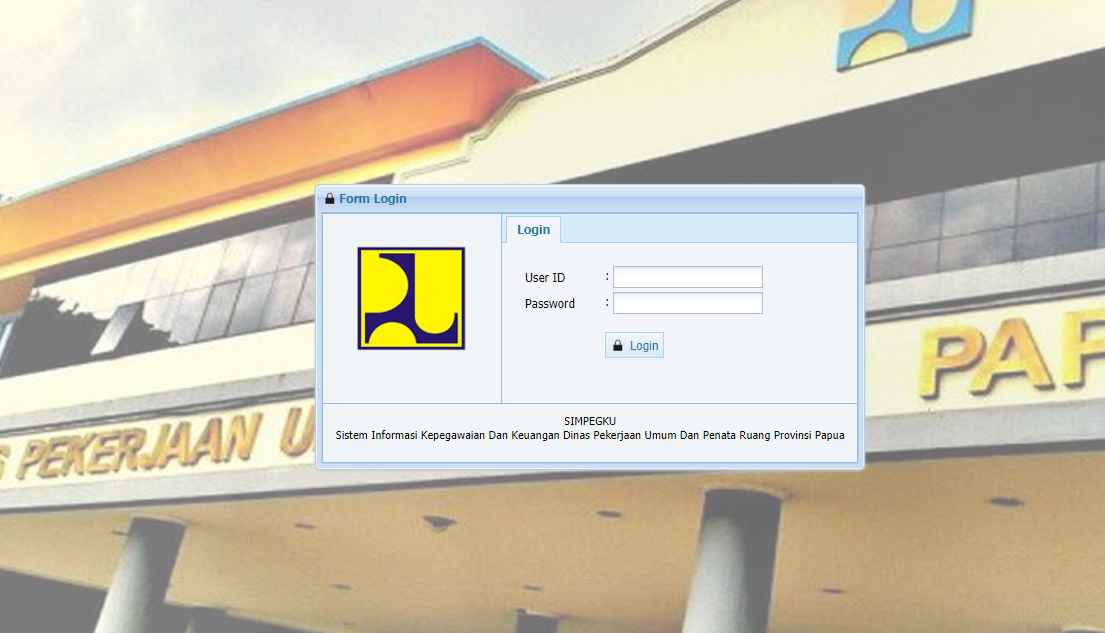 Form Login
Login
User ID :
Password :
Login
SIMPEGKU
Sistem Informasi Kepegawaian Dan Keuangan Dinas Pekerjaan Umum Dan Penata Ruang Provinsi Papua
PEKERJAAN